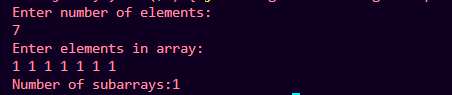 Enter number of elements:
7
Enter elements in array:
1 1 1 1 1 1 1
Number of subarrays:1